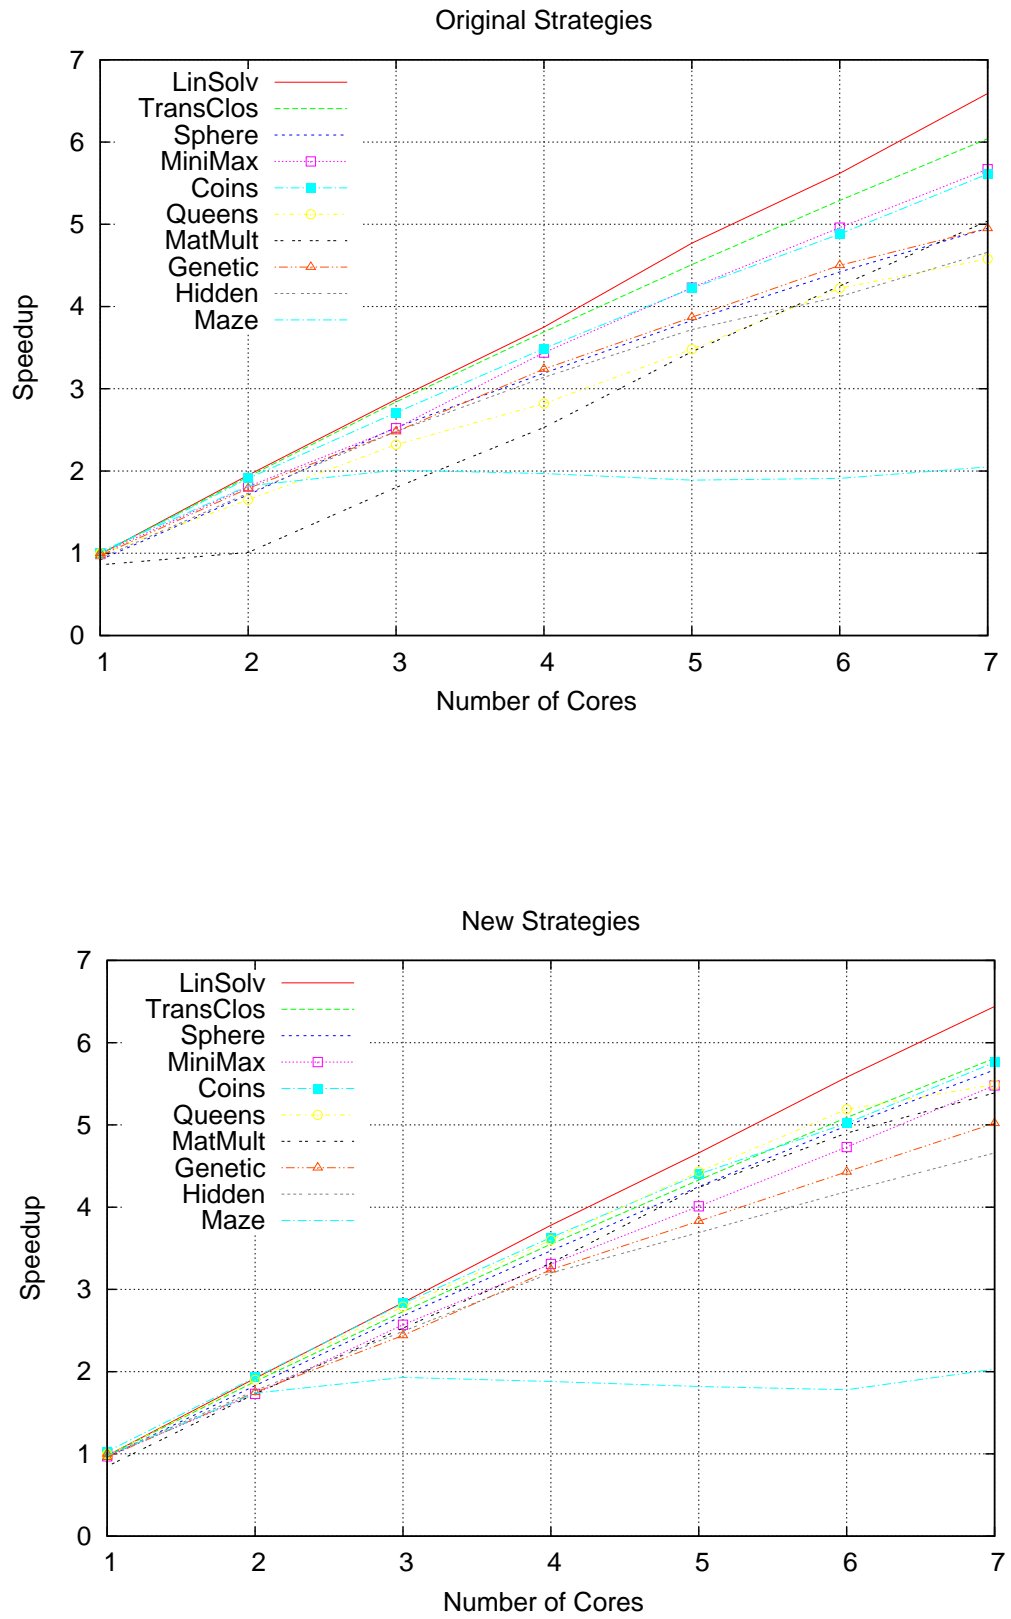 Original Strategies
7
6
5
4
3
2
1
0
Speedup
LinSolv
TransClos
Sphere
MiniMax
Coins
Queens
MatMult
Genetic
Hidden
Maze
1 2 3 4 5 6 7
Number of Cores
New Strategies
7
6
5
4
3
2
1
0
Speedup
LinSolv
TransClos
Sphere
MiniMax
Coins
Queens
MatMult
Genetic
Hidden
Maze
1 2 3 4 5 6 7
Number of Cores